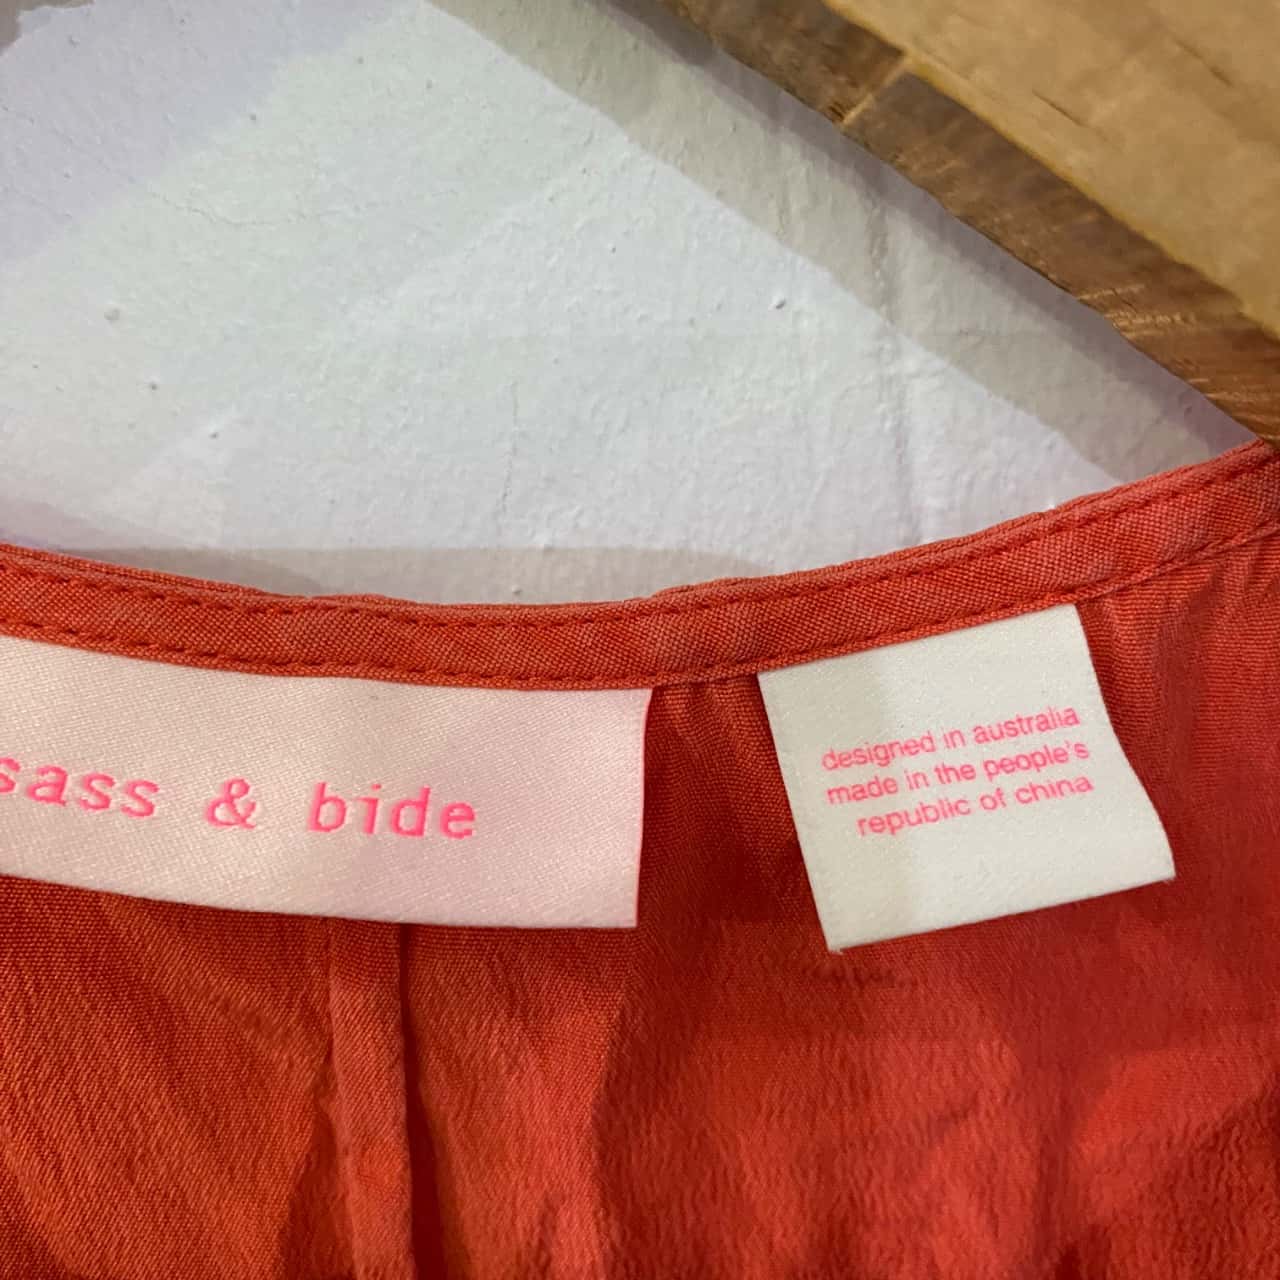 sass & bide
designed in australia
made in the people's
republic of china